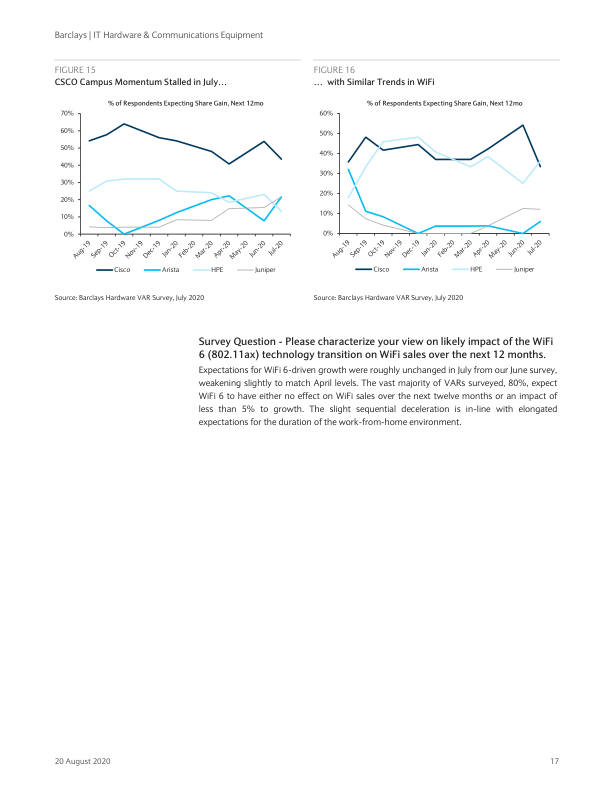 Barclays | IT Hardware & Communications Equipment
FIGURE 15
CSCO Campus Momentum Stalled in July…
% of Respondents Expecting Share Gain, Next 12mo
70%
60%
50%
40%
30%
20%
10%
0%
Aug-19
Sep-19
Oct-19
Nov-19
Dec-19
Jan-20
Feb-20
Mar-20
Apr-20
May-20
Jun-20
Jul-20
Cisco
Arista
HPE
Juniper
Source: Barclays Hardware VAR Survey, July 2020
FIGURE 16
… with Similar Trends in WiFi
% of Respondents Expecting Share Gain, Next 12mo
60%
50%
40%
30%
20%
10%
0%
Aug-19
Sep-19
Oct-19
Nov-19
Dec-19
Jan-20
Feb-20
Mar-20
Apr-20
May-20
Jun-20
Jul-20
Cisco
Arista
HPE
Juniper
Source: Barclays Hardware VAR Survey, July 2020
Survey Question - Please characterize your view on likely impact of the WiFi
6 (802.11ax) technology transition on WiFi sales over the next 12 months.
Expectations for WiFi 6-driven growth were roughly unchanged in July from our June survey,
weakening slightly to match April levels. The vast majority of VARs surveyed, 80%, expect
WiFi 6 to have either no effect on WiFi sales over the next twelve months or an impact of
less than 5% to growth. The slight sequential deceleration is in-line with elongated
expectations for the duration of the work-from-home environment.
20 August 2020
17